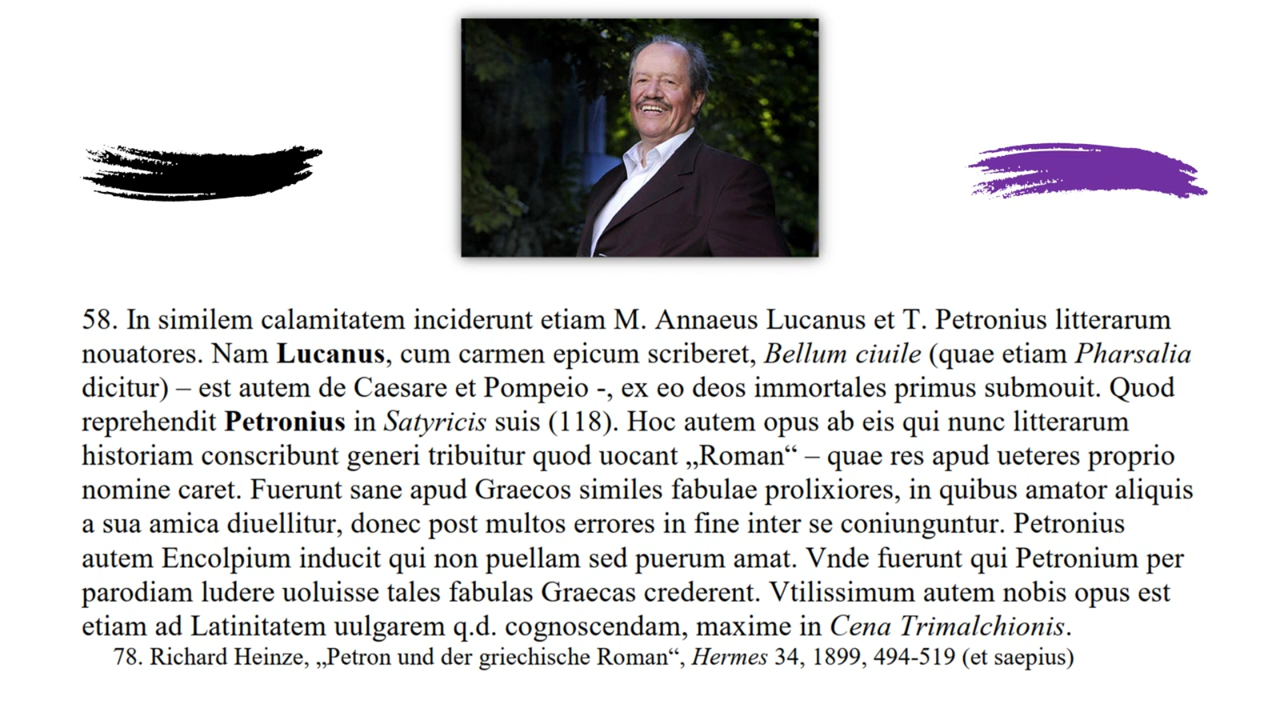 58. In similem calamitatem inciderunt etiam M. Annaeus Lucanus et T. Petronius litterarum
nouatores. Nam Lucanus, cum carmen epicum scriberet, Bellum ciuile (quae etiam Pharsalia
dicitur) – est autem de Caesare et Pompeio -, ex eo deos immortales primus submouit. Quod
reprehendit Petronius in Satyricis suis (118). Hoc autem opus ab eis qui nunc litterarum
historiam conscribunt generi tribuitur quod uocant „Roman“ – quae res apud ueteres proprio
nomine caret. Fuerunt sane apud Graecos similes fabulae prolixiores, in quibus amator aliquis
a sua amica diuellitur, donec post multos errores in fine inter se coniunguntur. Petronius
autem Encolpium inducit qui non puellam sed puerum amat. Vnde fuerunt qui Petronium per
parodiam ludere uoluisse tales fabulas Graecas crederent. Vtilissimum autem nobis opus est
etiam ad Latinitatem uulgarem q.d. cognoscendam, maxime in Cena Trimalchionis.
78. Richard Heinze, „Petron und der griechische Roman“, Hermes 34, 1899, 494-519 (et saepius)